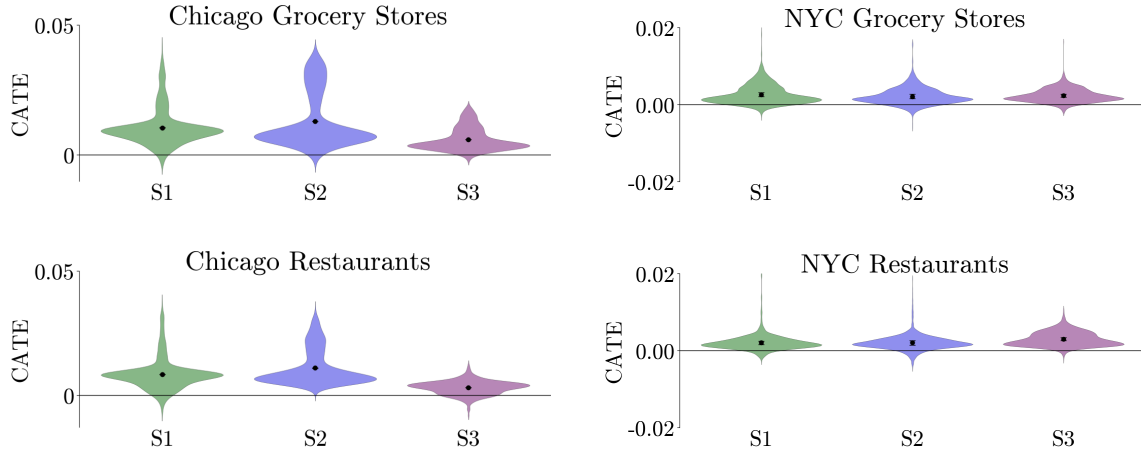 Chicago Grocery Stores
0.05
CATE
0
S1 S2 S3
NYC Grocery Stores
0.02
CATE
0.00
-0.02
S1 S2 S3
Chicago Restaurants
0.05
CATE
0
S1 S2 S3
NYC Restaurants
0.02
CATE
0.00
-0.02
S1 S2 S3